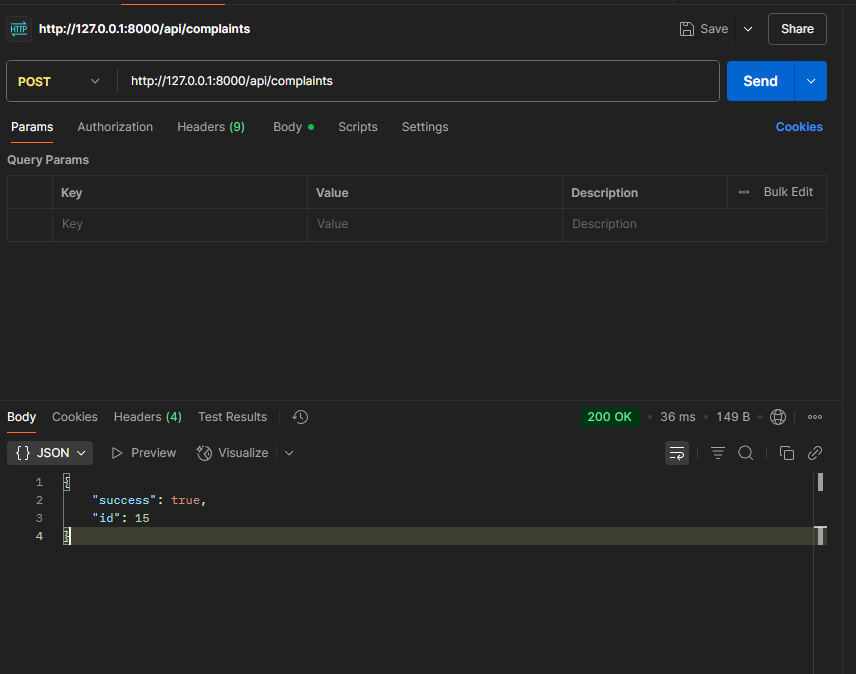 HTTP http://127.0.0.1:8000/api/complaints Save Share
POST http://127.0.0.1:8000/api/complaints Send
Params Authorization Headers (9) Body Scripts Settings Cookies
Query Params
Key Value Description Bulk Edit
Key Value Description
Body Cookies Headers (4) Test Results 200 OK 36 ms 149 B
{} JSON Preview Visualize
1 {
2 "success": true,
3 "id": 15
4 }